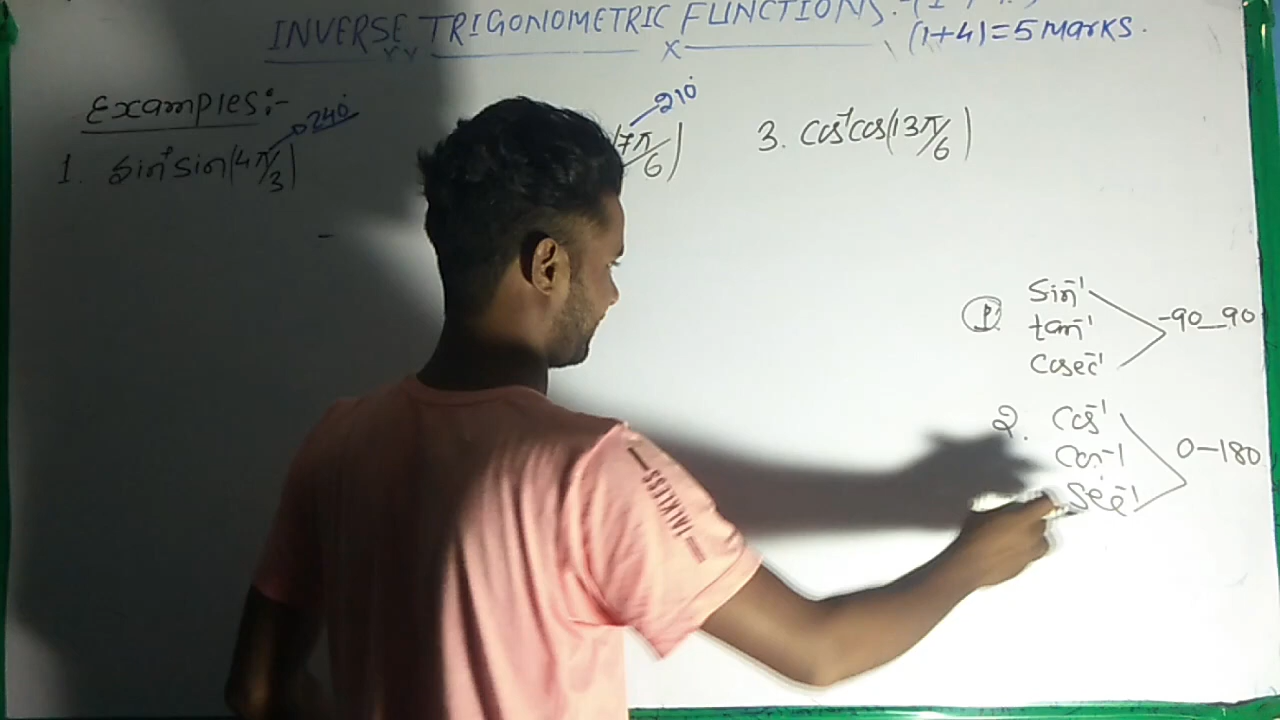 INVERSE TRIGONOMETRIC FUNCTIONS:-
(1+4)=5 Marks.
Examples:-
240°
1. Sin⁻¹sin(4π/3)
210°
(7π/6)
3. Cos⁻¹cos(13π/6)
1. Sin⁻¹
tan⁻¹
Cosec⁻¹
-90_90
2. Cos⁻¹
Cot⁻¹
Sec⁻¹
0-180
TALKLESS